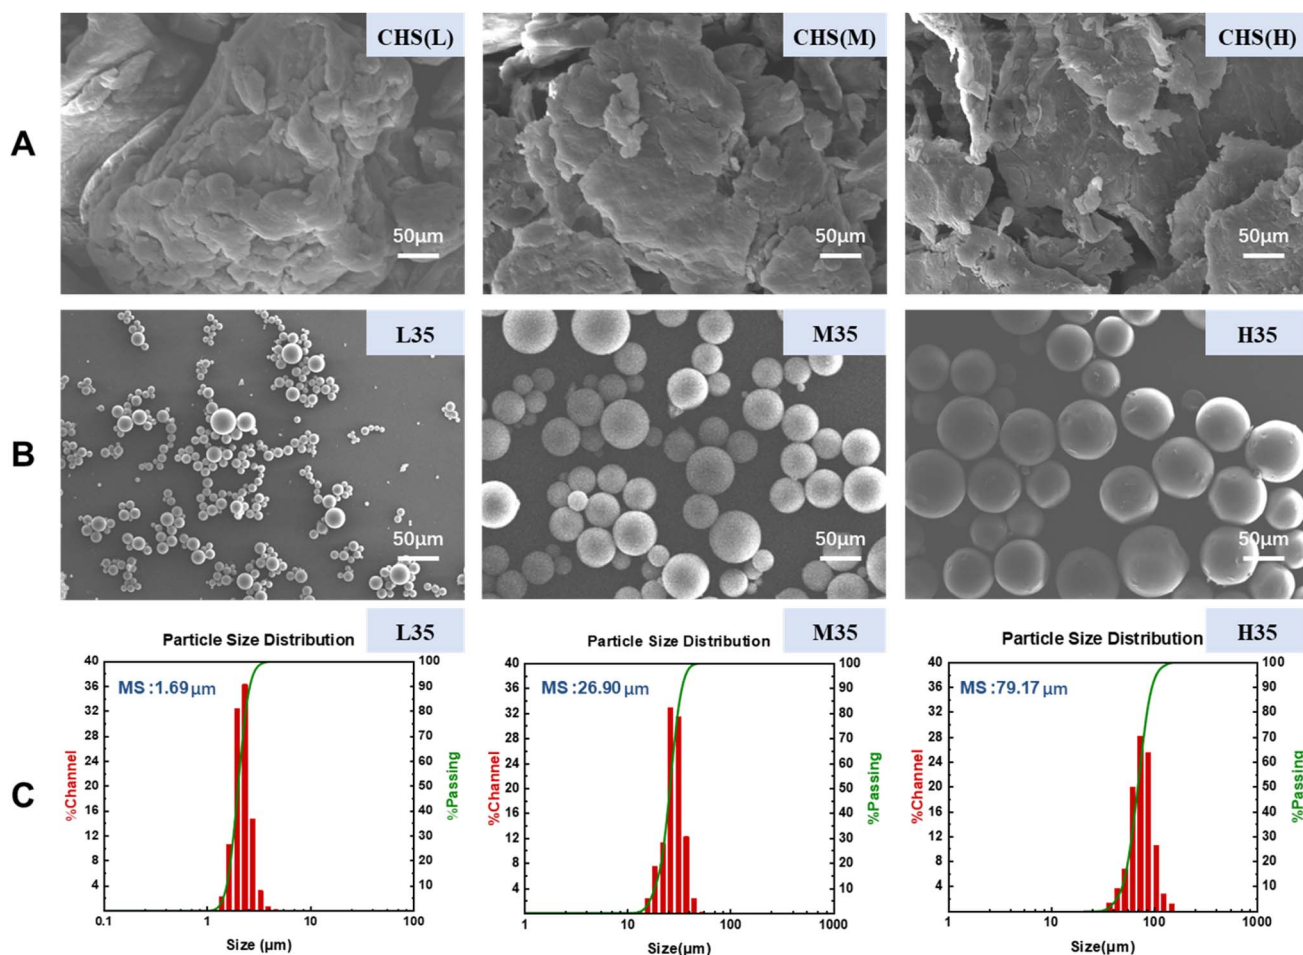 A
CHS(L)
50μm
CHS(M)
50μm
CHS(H)
50μm
B
L35
50μm
M35
50μm
H35
50μm
C
L35
Particle Size Distribution
MS :1.69μm
%Channel
40
36
32
28
24
20
16
12
8
4
100
90
80
70
60
50
40
30
20
10
%Passing
0.1 1 10 100
Size (μm)
M35
Particle Size Distribution
MS :26.90μm
%Channel
40
36
32
28
24
20
16
12
8
4
100
90
80
70
60
50
40
30
20
10
%Passing
1 10 100 1000
Size(μm)
H35
Particle Size Distribution
MS :79.17 μm
%Channel
40
36
32
28
24
20
16
12
8
4
100
90
80
70
60
50
40
30
20
10
%Passing
1 10 100 1000
Size(μm)